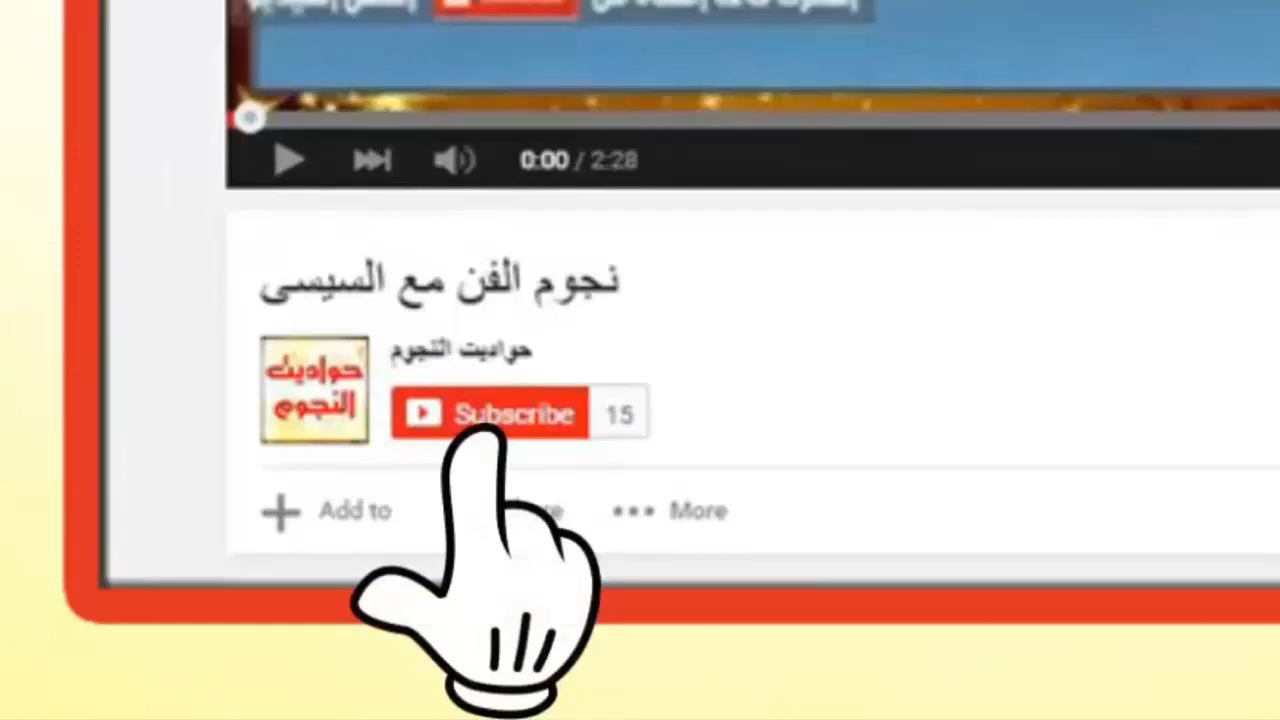 0:00 / 2:28
نجوم الفن مع السيسى
حواديت النجوم
حواديت
النجوم
Subscribe 15
Add to
More